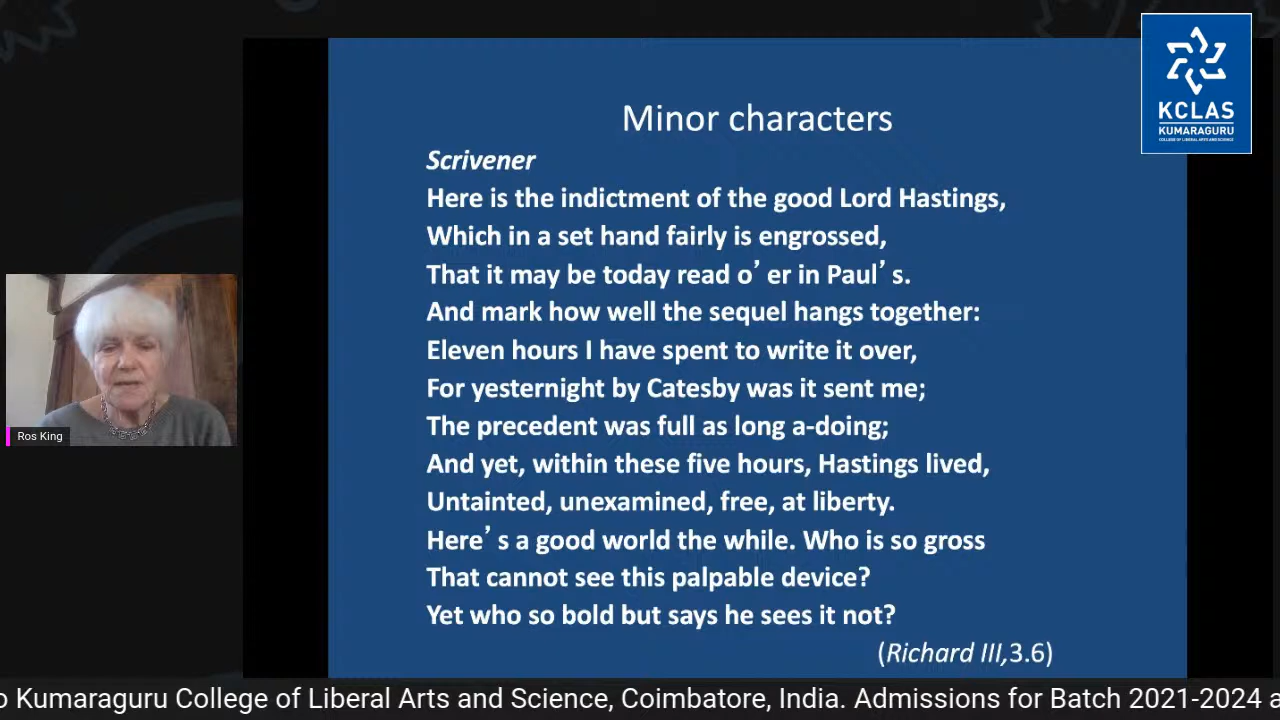 Minor characters
Scrivener
Here is the indictment of the good Lord Hastings,
Which in a set hand fairly is engrossed,
That it may be today read o’ er in Paul’ s.
And mark how well the sequel hangs together:
Eleven hours I have spent to write it over,
For yesternight by Catesby was it sent me;
The precedent was full as long a-doing;
And yet, within these five hours, Hastings lived,
Untainted, unexamined, free, at liberty.
Here’ s a good world the while. Who is so gross
That cannot see this palpable device?
Yet who so bold but says he sees it not?
(Richard III,3.6)
KCLAS
KUMARAGURU
COLLEGE OF LIBERAL ARTS AND SCIENCE
Ros King
o Kumaraguru College of Liberal Arts and Science, Coimbatore, India. Admissions for Batch 2021-2024 a